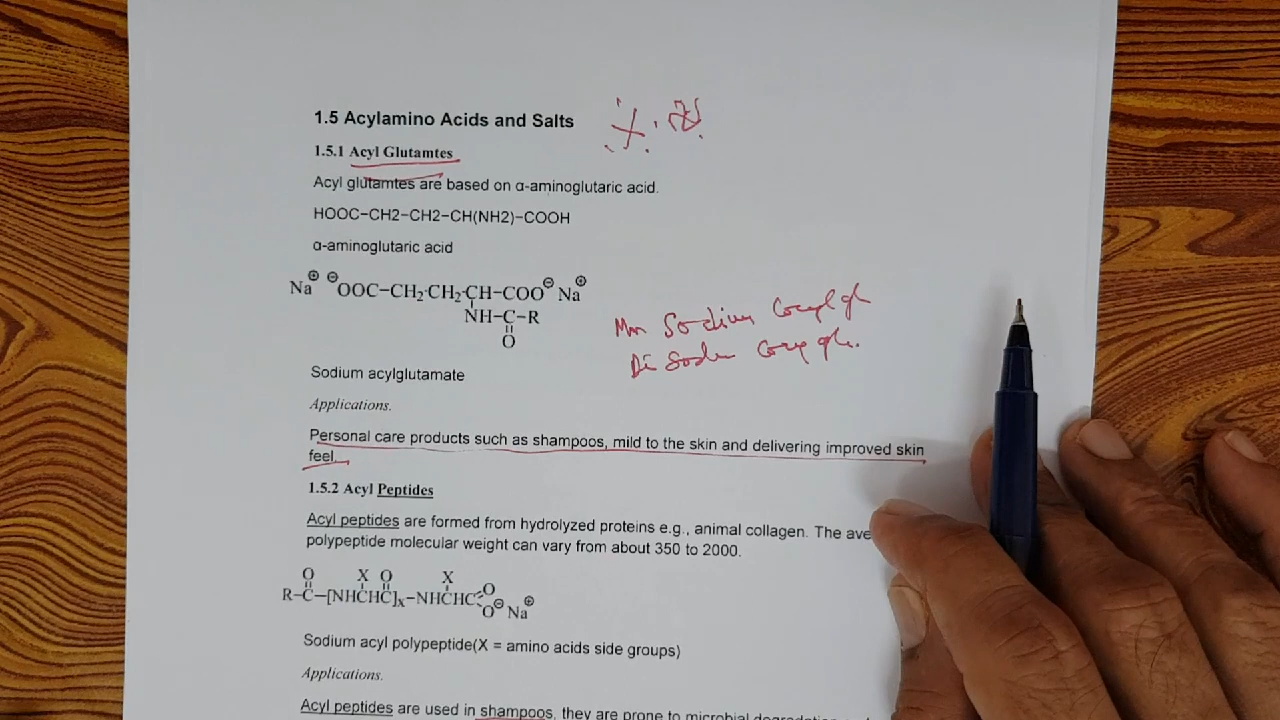 1.5 Acylamino Acids and Salts
1.5.1 Acyl Glutamtes
Acyl glutamtes are based on α-aminoglutaric acid.
HOOC−CH2−CH2−CH(NH2)−COOH
α-aminoglutaric acid
Na⊕ ⊖OOC−CH₂-CH₂-CH−COO⊖ Na⊕
NH−C−R
O
Sodium
Di Sod
Sodium acylglutamate
Applications.
Personal care products such as shampoos, mild to the skin and delivering improved skin
feel.
1.5.2 Acyl Peptides
Acyl peptides are formed from hydrolyzed proteins e.g., animal collagen. The ave
polypeptide molecular weight can vary from about 350 to 2000.
O X O X
R−C−[NHCHC]x−NHCHC O
O⊖ Na⊕
Sodium acyl polypeptide(X = amino acids side groups)
Applications.
Acyl peptides are used in shampoos, they are prone to microbial